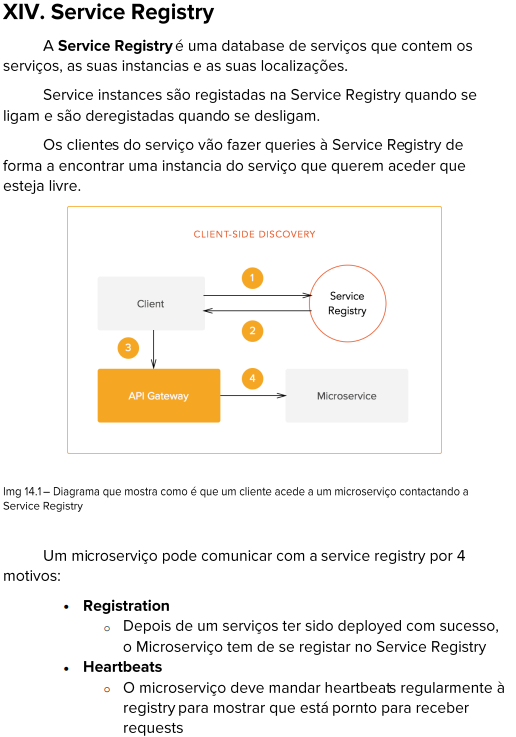 XIV. Service Registry
A Service Registry é uma database de serviços que contem os
serviços, as suas instancias e as suas localizações.
Service instances são registadas na Service Registry quando se
ligam e são deregistadas quando se desligam.
Os clientes do serviço vão fazer queries à Service Registry de
forma a encontrar uma instancia do serviço que querem aceder que
esteja livre.
CLIENT-SIDE DISCOVERY
1
Client
Service
Registry
2
3
4
API Gateway
Microservice
Img 14.1 – Diagrama que mostra como é que um cliente acede a um microserviço contactando a
Service Registry
Um microserviço pode comunicar com a service registry por 4
motivos:
• Registration
○ Depois de um serviços ter sido deployed com sucesso,
o Microserviço tem de se registar no Service Registry
• Heartbeats
○ O microserviço deve mandar heartbeats regularmente à
registry para mostrar que está pornto para receber
requests